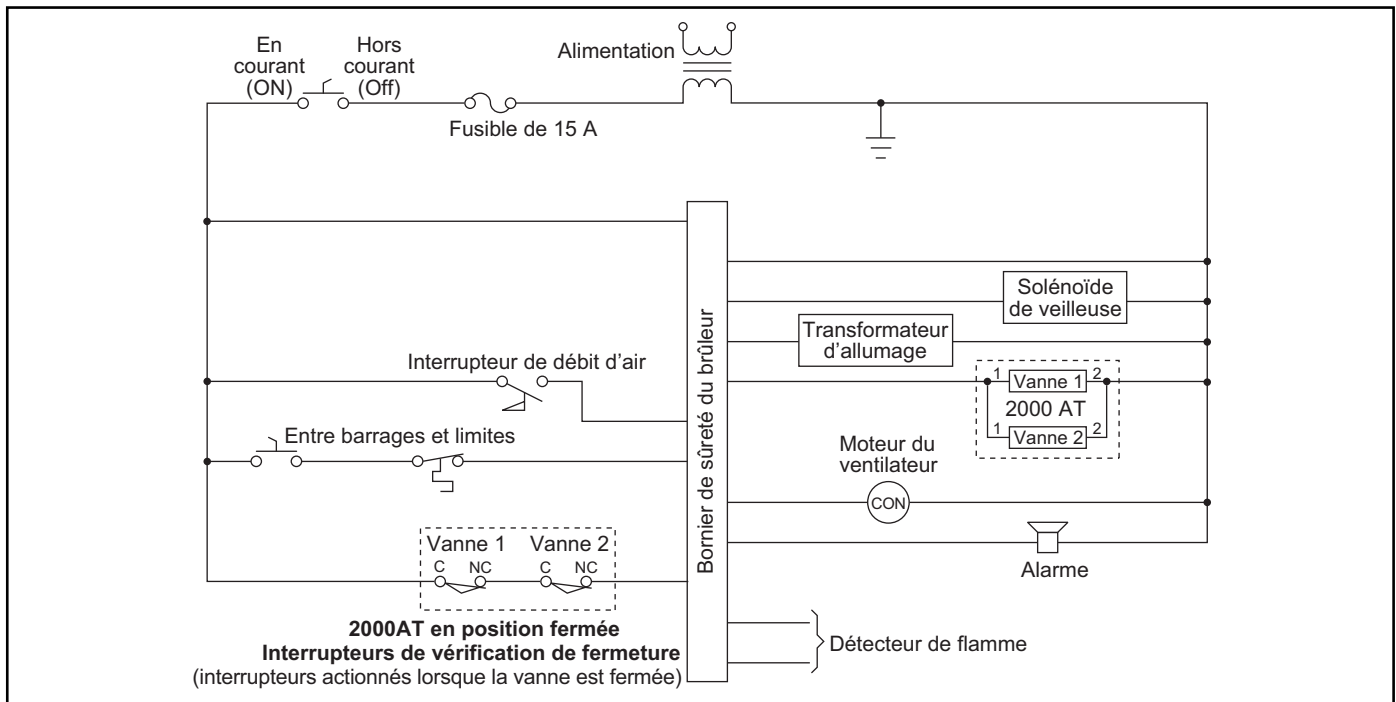 En
courant
(ON)
Hors
courant
(Off)
Alimentation
Fusible de 15 A
Bornier de sûreté du brûleur
Solénoïde
de veilleuse
Transformateur
d'allumage
Interrupteur de débit d'air
1 Vanne 1 2
2000 AT
1 Vanne 2 2
Entre barrages et limites
Moteur du
ventilateur
CON
Vanne 1 Vanne 2
C NC C NC
Alarme
2000AT en position fermée
Interrupteurs de vérification de fermeture
(interrupteurs actionnés lorsque la vanne est fermée)
Détecteur de flamme